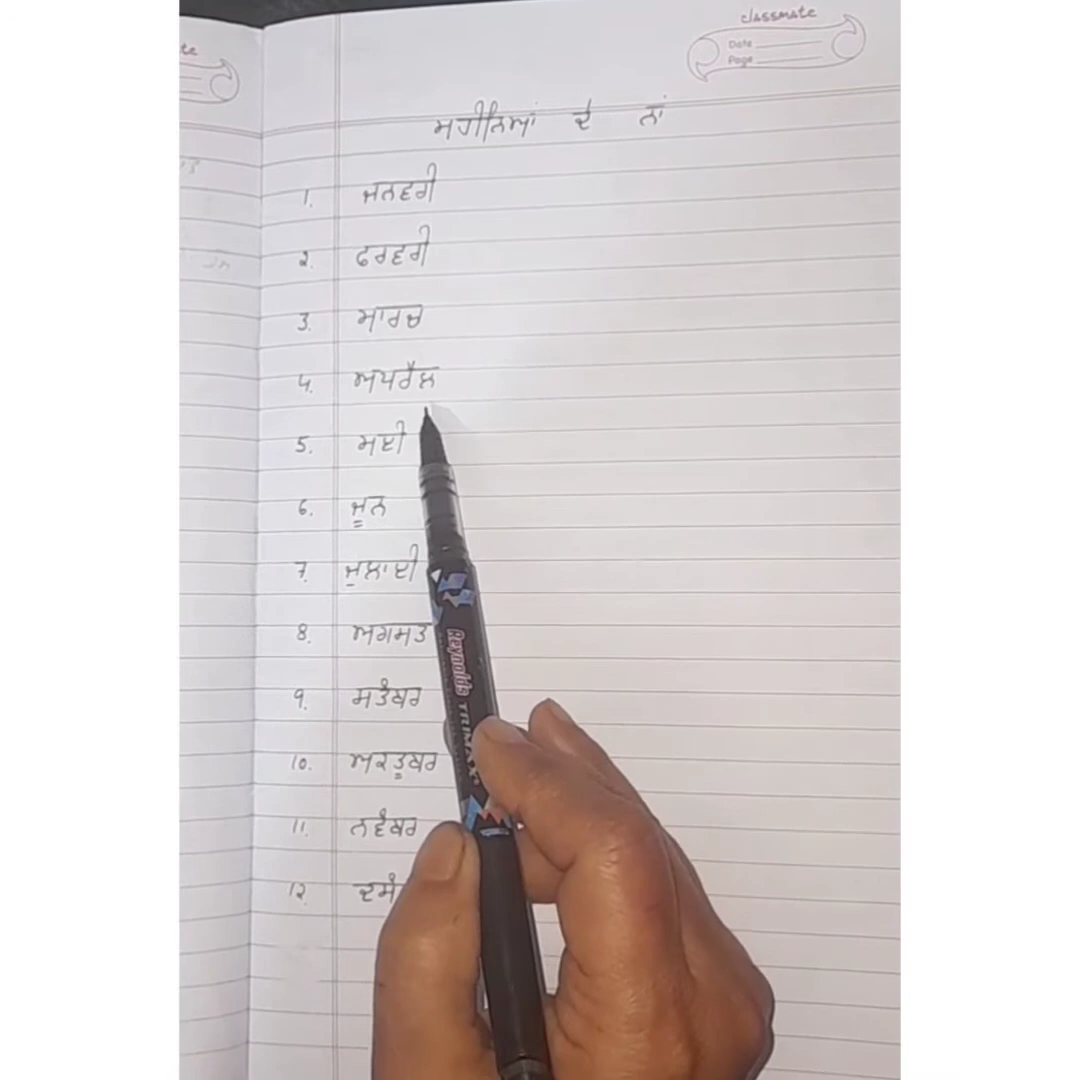 classmate
Date
Page
ਮਹੀਨਿਆਂ ਦੇ ਨਾਂ
1. ਜਨਵਰੀ
2. ਫਰਵਰੀ
3. ਮਾਰਚ
4. ਅਪਰੈਲ
5. ਮਈ
6. ਜੂਨ
7. ਜੁਲਾਈ
8. ਅਗਸਤ
9. ਸਤੰਬਰ
10. ਅਕਤੂਬਰ
11. ਨਵੰਬਰ
12.
Reynolds TRIMAX